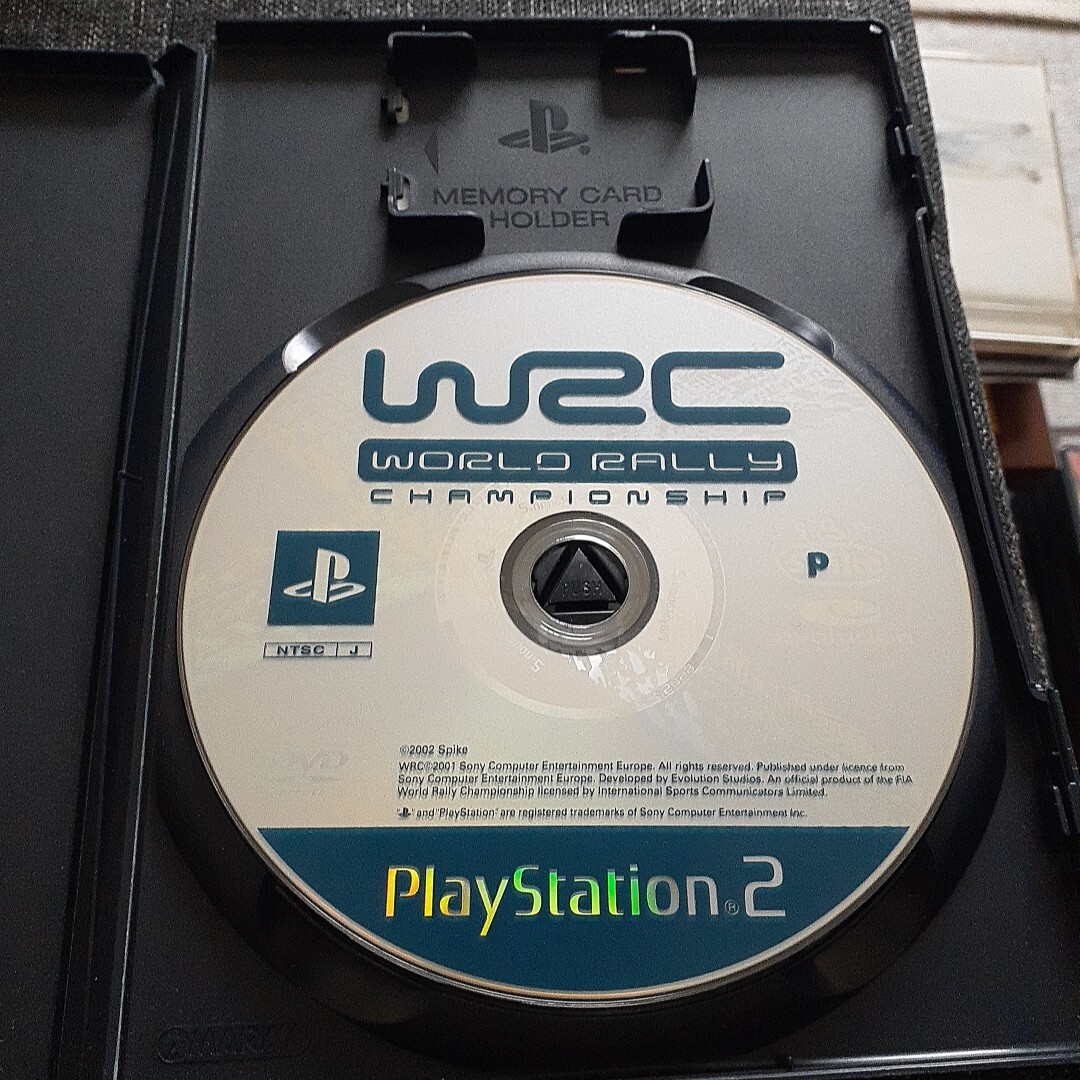 MEMORY CARD
HOLDER
WRC
WORLD RALLY
CHAMPIONSHIP
PUSH
NTSC J
©2002 Spike
WRC©2001 Sony Computer Entertainment Europe. All rights reserved. Published under licence from
Sony Computer Entertainment Europe. Developed by Evolution Studios. An official product of the FIA
World Rally Championship licensed by International Sports Communicators Limited.
" " and "PlayStation" are registered trademarks of Sony Computer Entertainment Inc.
PlayStation®2
AMARAY